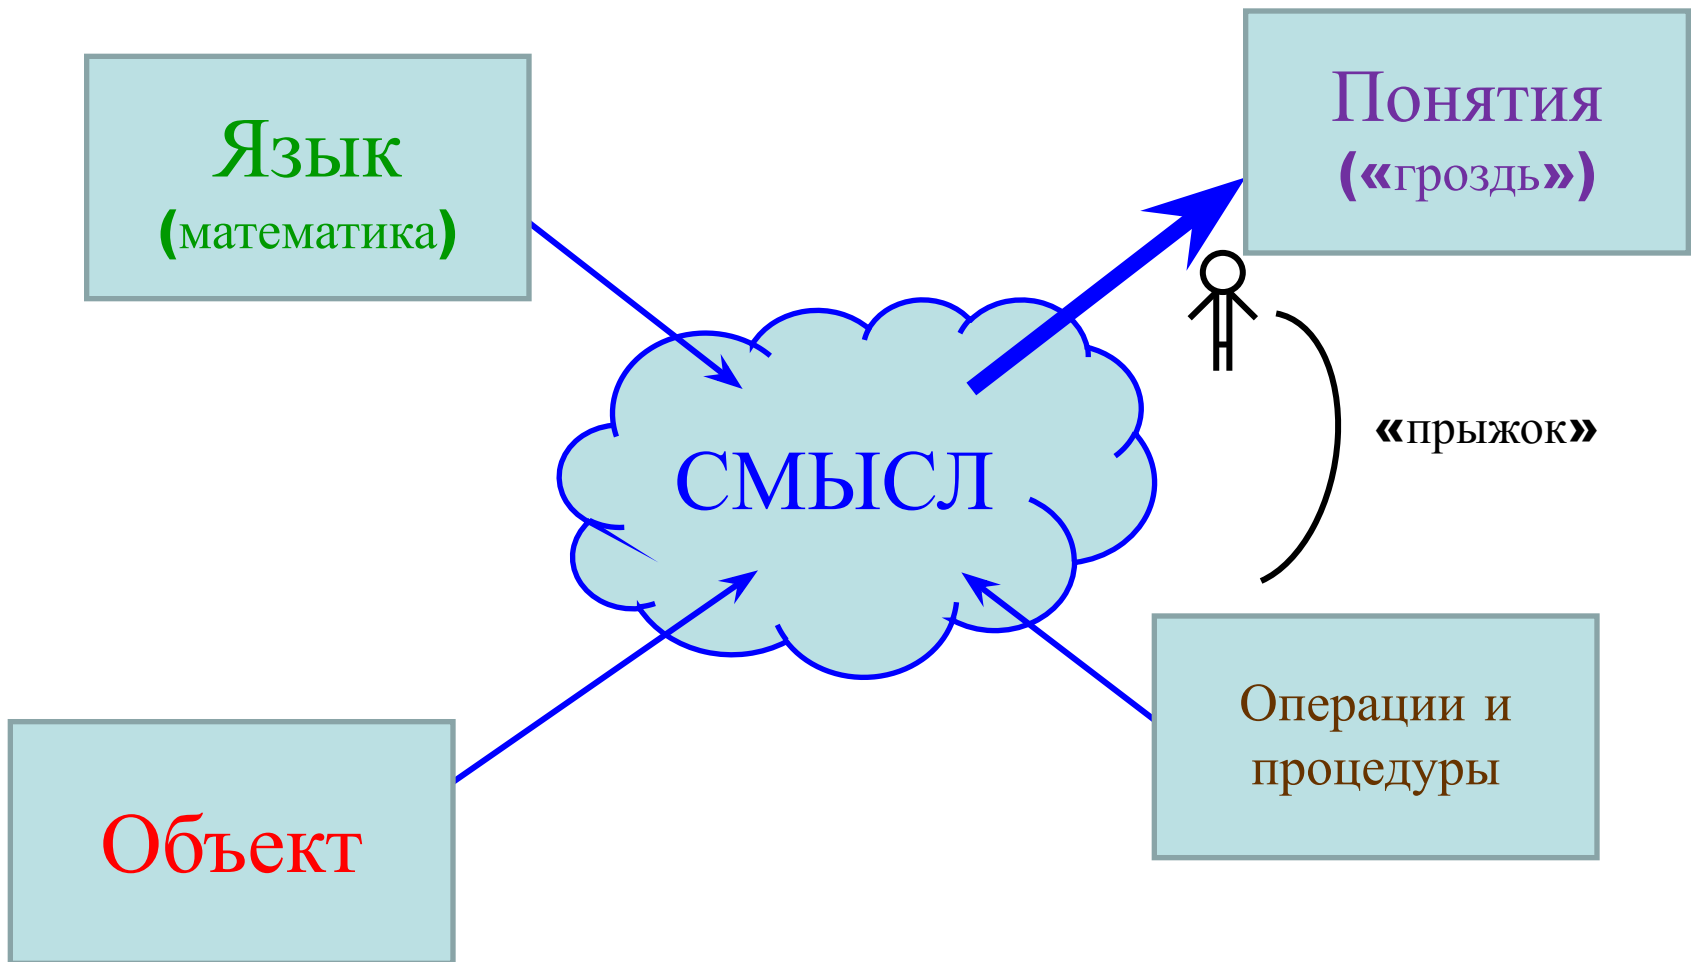 Язык
(математика)
Понятия
(«гроздь»)
СМЫСЛ
«прыжок»
Операции и
процедуры
Объект